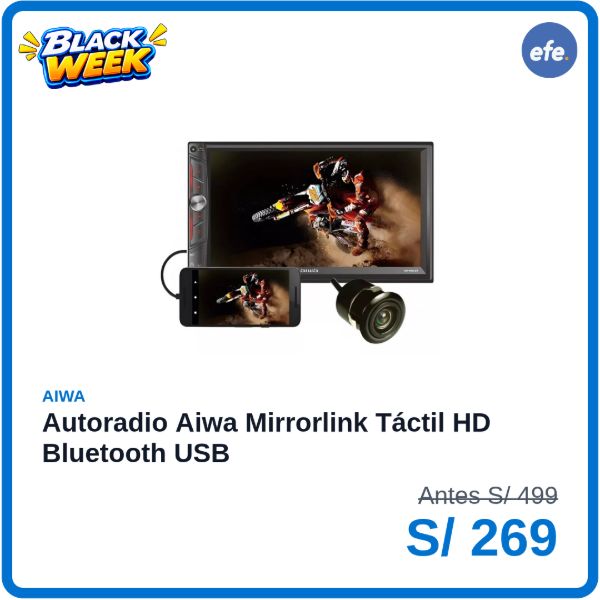 BLACK
WEEK
efe.
AIWA
Autoradio Aiwa Mirrorlink Táctil HD
Bluetooth USB
Antes S/ 499
S/ 269